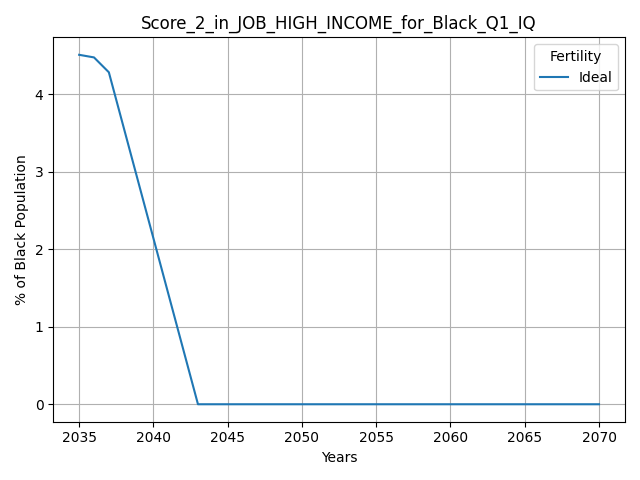 Score_2_in_JOB_HIGH_INCOME_for_Black_Q1_IQ
Fertility
Ideal
% of Black Population
4
3
2
1
0
2035 2040 2045 2050 2055 2060 2065 2070
Years